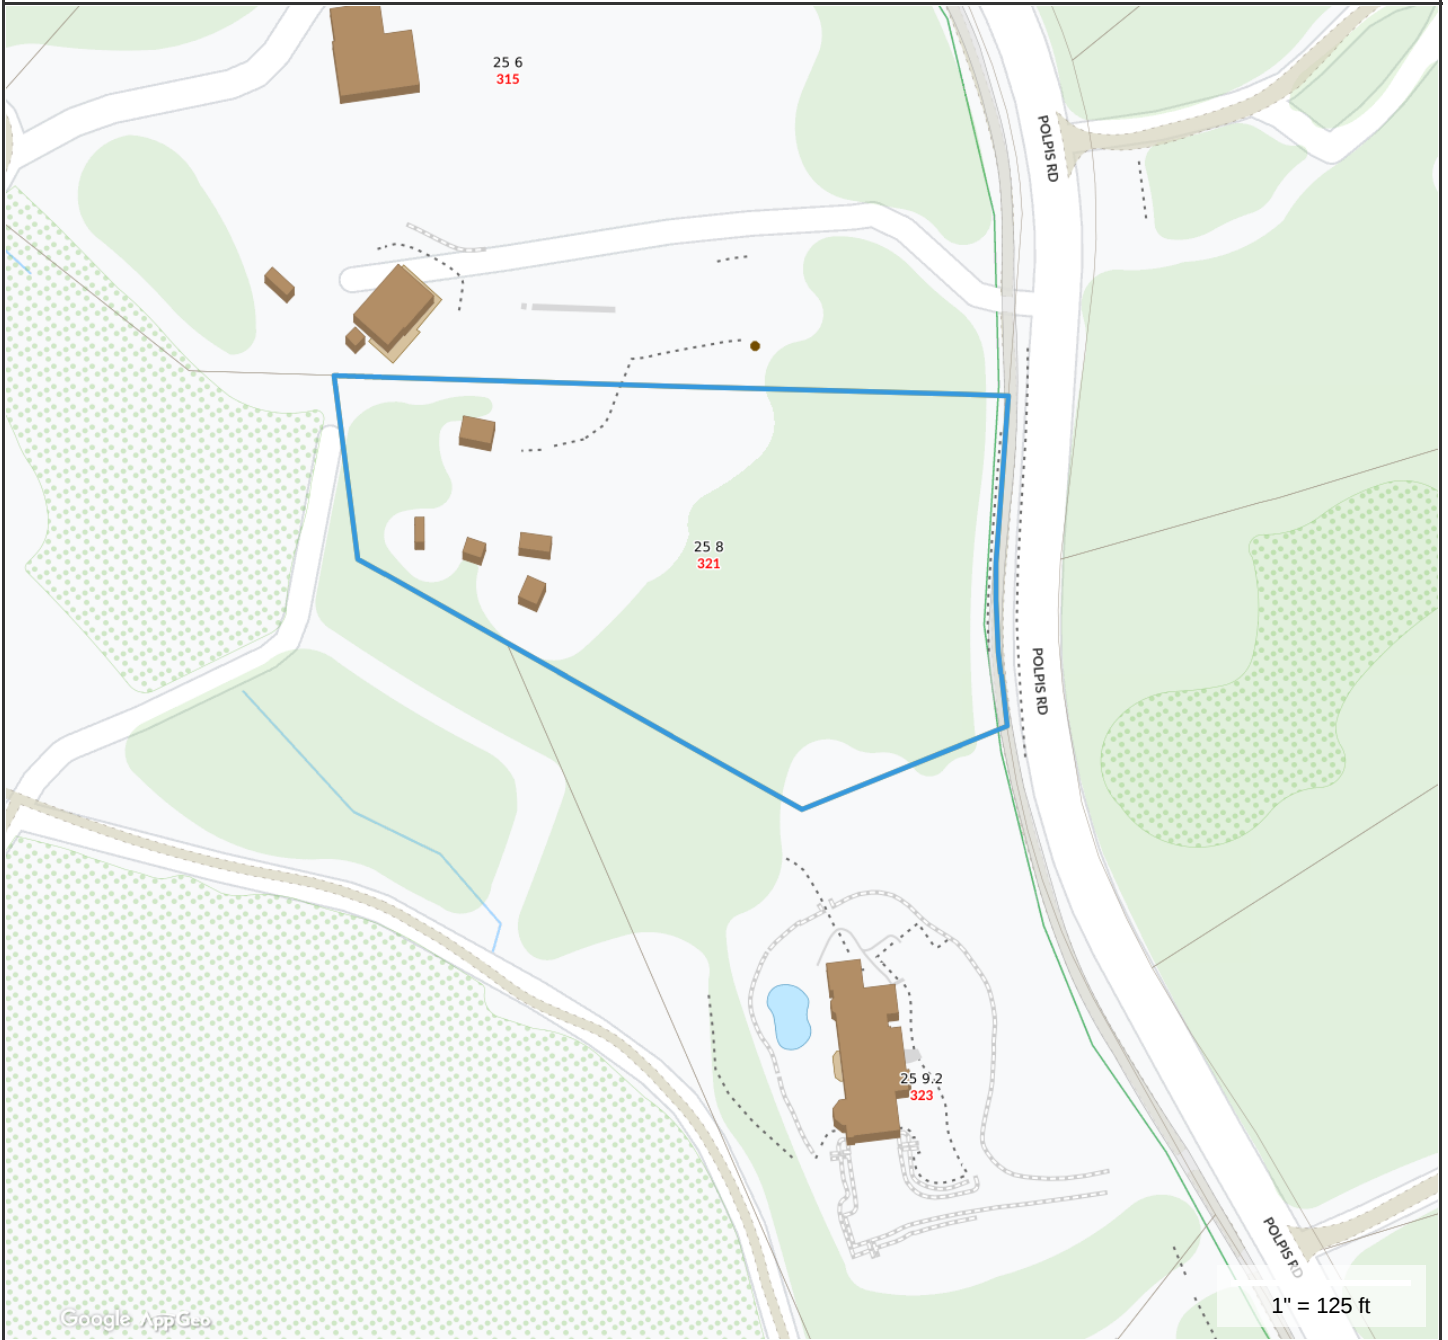 25 6
315
POLPIS RD
25 8
321
POLPIS RD
25 9.2
323
POLPIS RD
Google AppGeo
1" = 125 ft